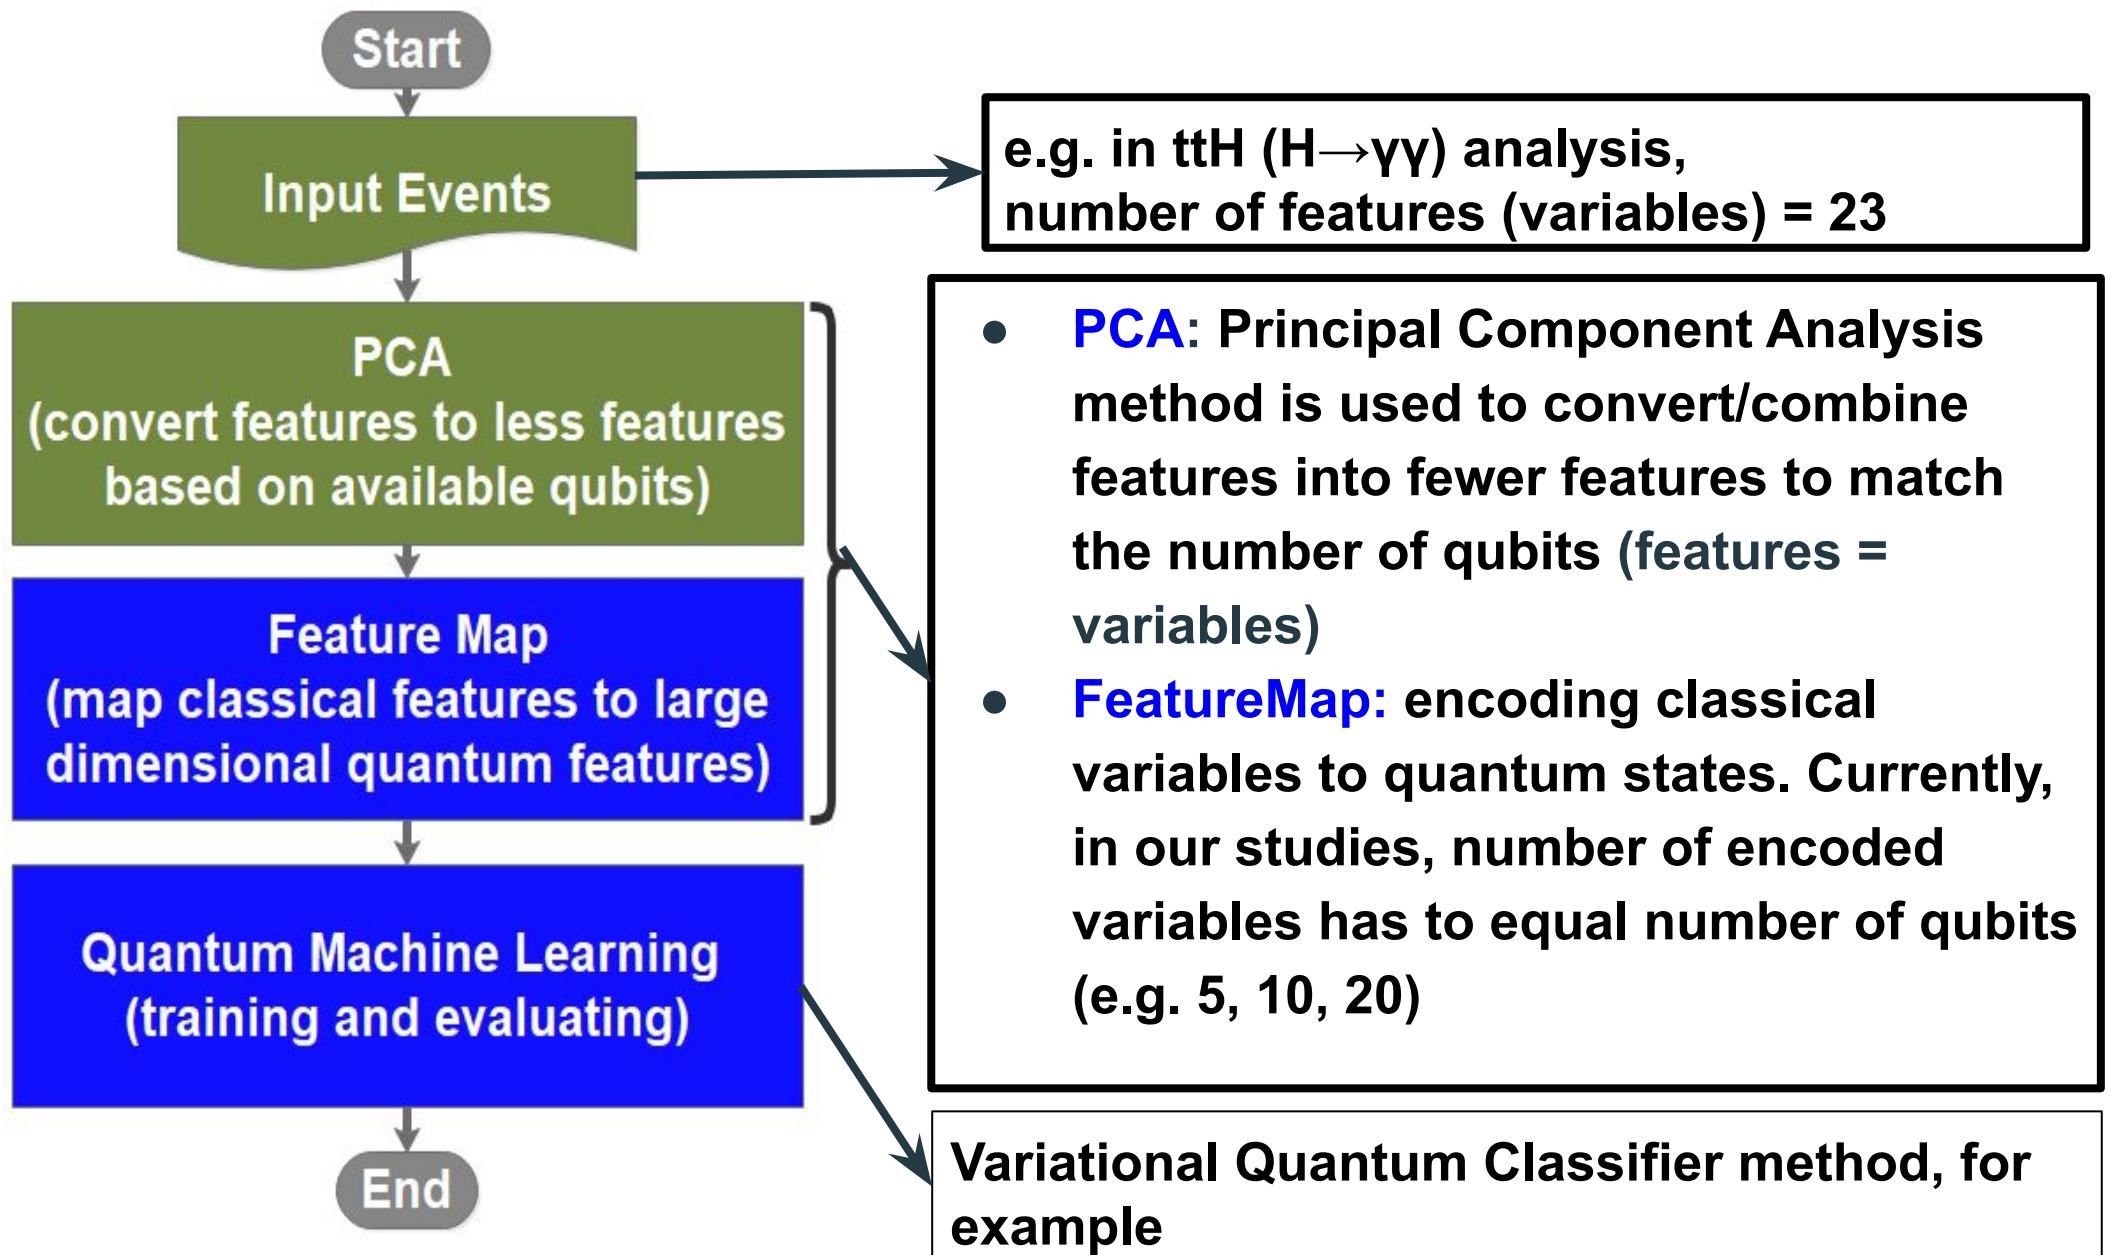 Start
Input Events
PCA
(convert features to less features
based on available qubits)
Feature Map
(map classical features to large
dimensional quantum features)
Quantum Machine Learning
(training and evaluating)
End
e.g. in ttH (H→γγ) analysis,
number of features (variables) = 23
● PCA: Principal Component Analysis
method is used to convert/combine
features into fewer features to match
the number of qubits (features =
variables)
● FeatureMap: encoding classical
variables to quantum states. Currently,
in our studies, number of encoded
variables has to equal number of qubits
(e.g. 5, 10, 20)
Variational Quantum Classifier method, for
example